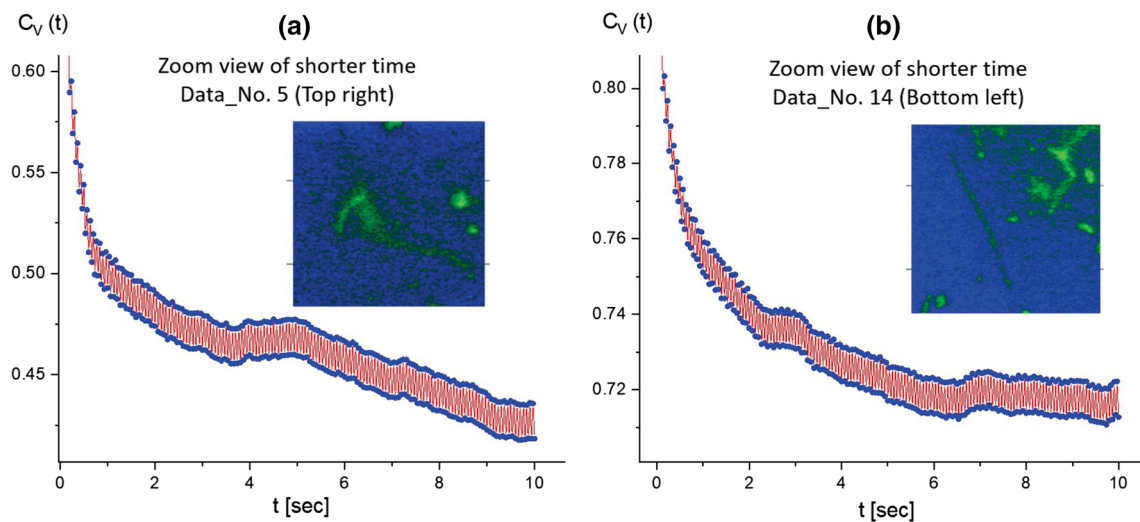 C_V (t)
(a)
Zoom view of shorter time
Data_No. 5 (Top right)
0.60
0.55
0.50
0.45
0
2
4
6
8
10
t [sec]
C_V (t)
(b)
Zoom view of shorter time
Data_No. 14 (Bottom left)
0.80
0.78
0.76
0.74
0.72
0
2
4
6
8
10
t [sec]